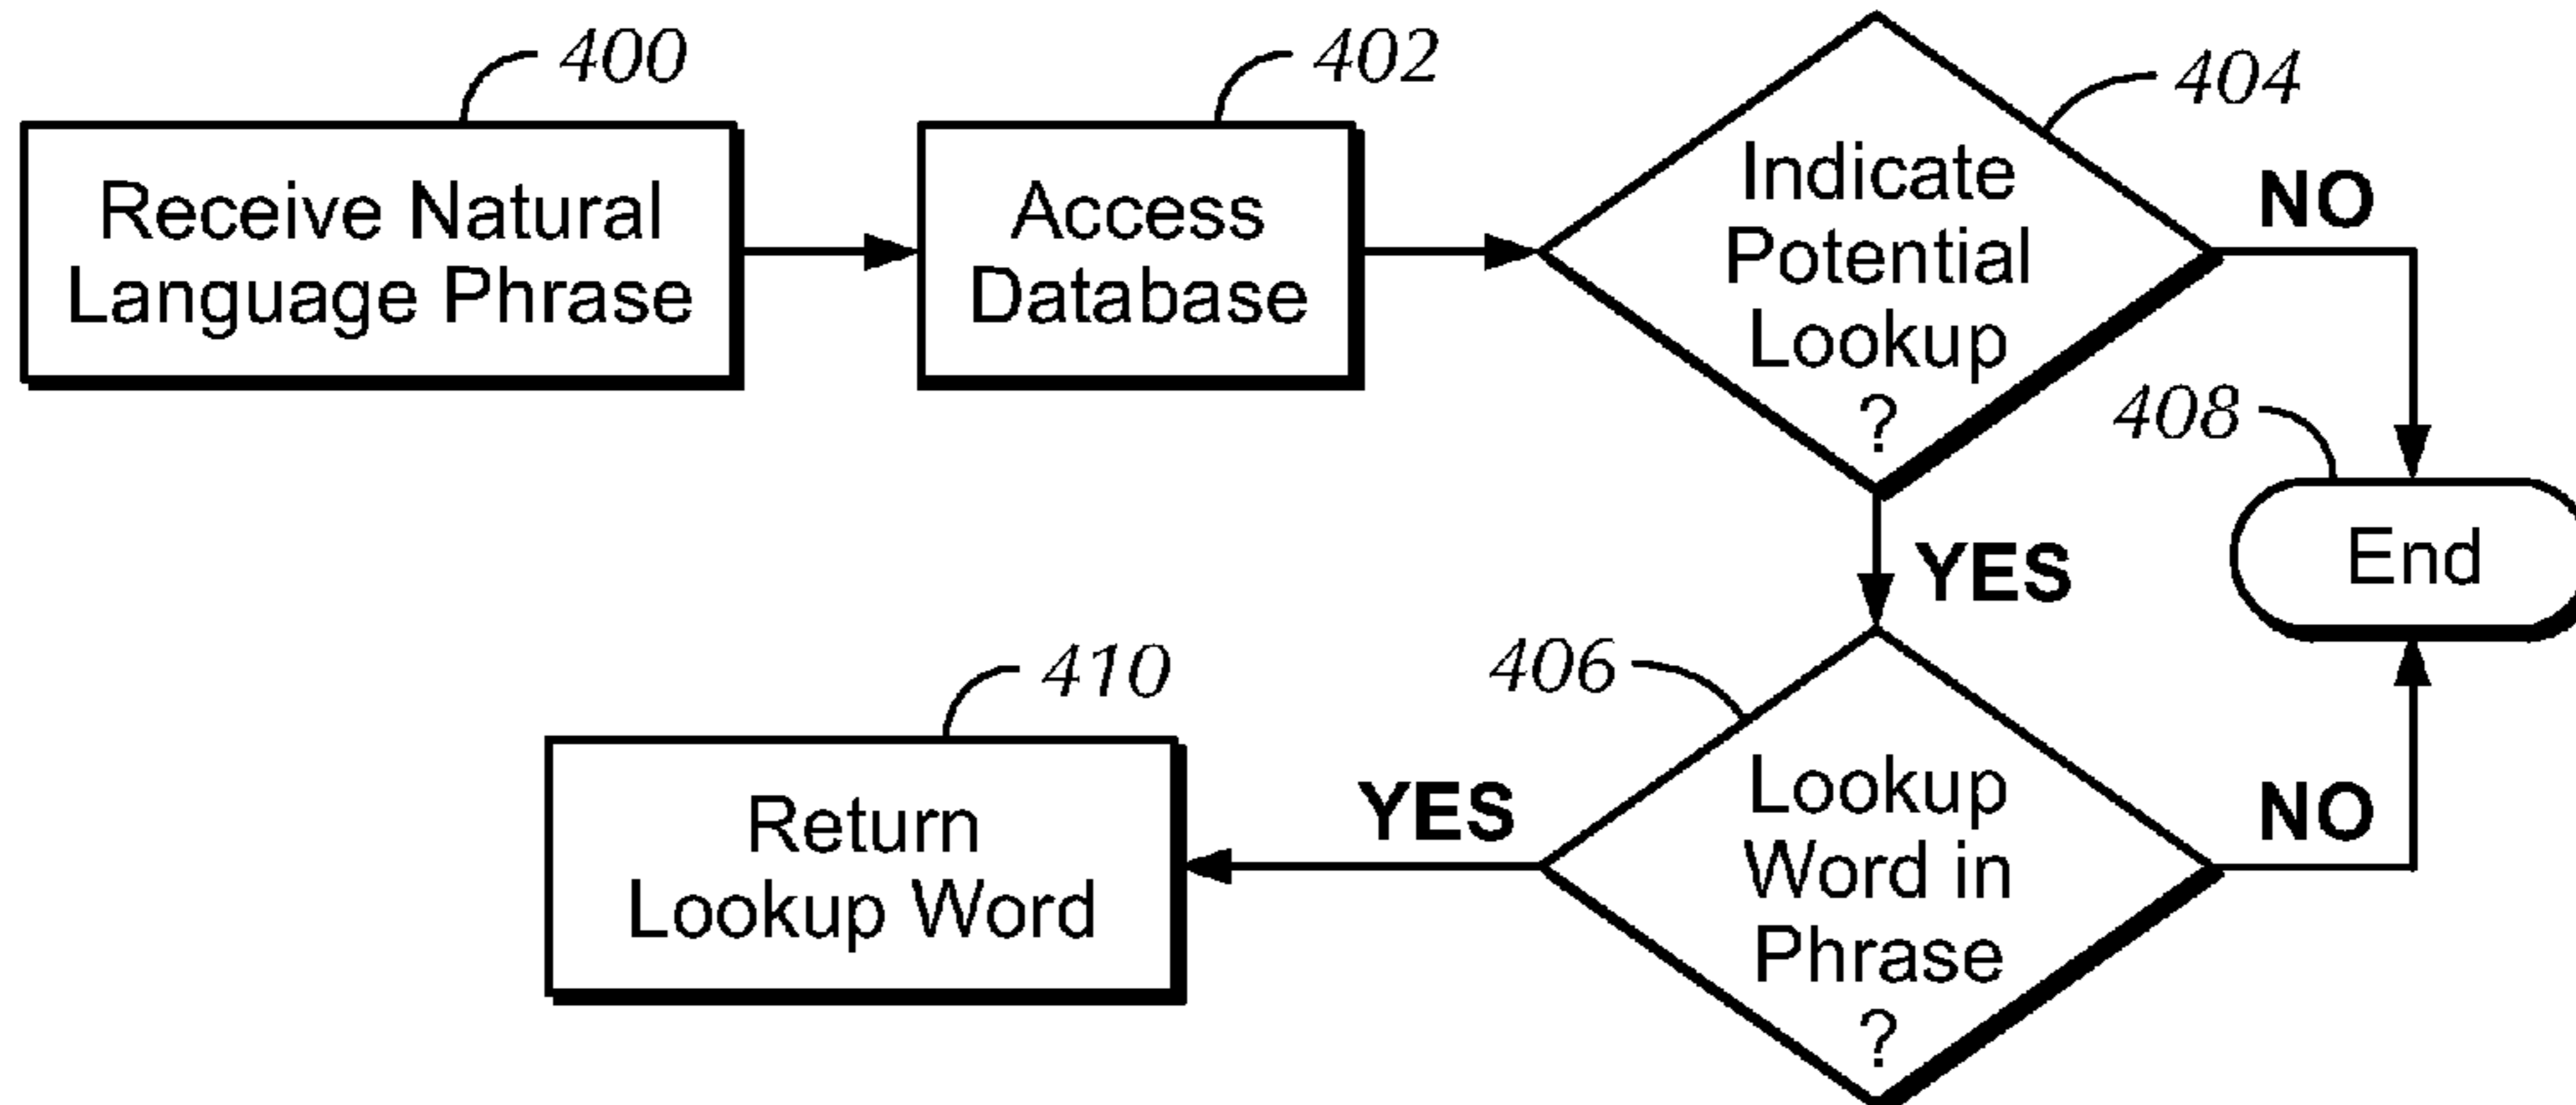 400
Receive Natural
Language Phrase
402
Access
Database
404
Indicate
Potential
Lookup
?
NO
YES
408
End
406
Lookup
Word in
Phrase
?
NO
YES
410
Return
Lookup Word